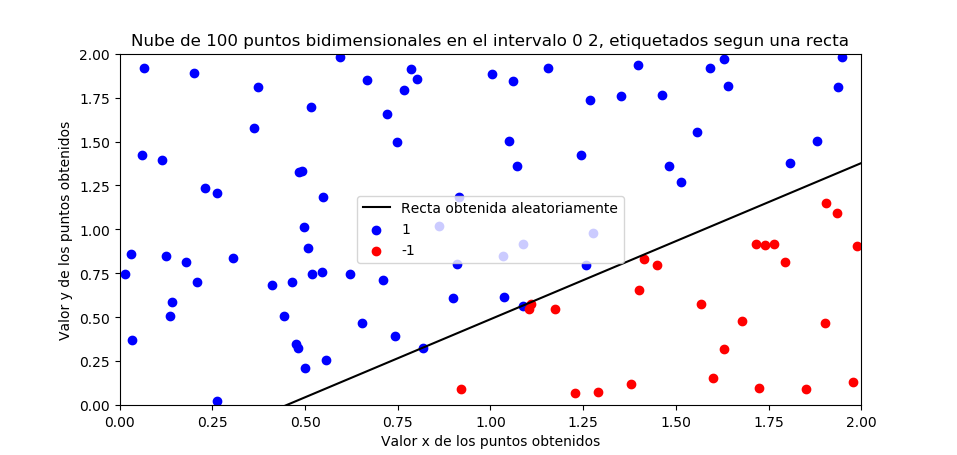 Nube de 100 puntos bidimensionales en el intervalo 0 2, etiquetados segun una recta
2.00
1.75
1.50
1.25
1.00
0.75
0.50
0.25
0.00
Valor y de los puntos obtenidos
Recta obtenida aleatoriamente
1
-1
0.00 0.25 0.50 0.75 1.00 1.25 1.50 1.75 2.00
Valor x de los puntos obtenidos